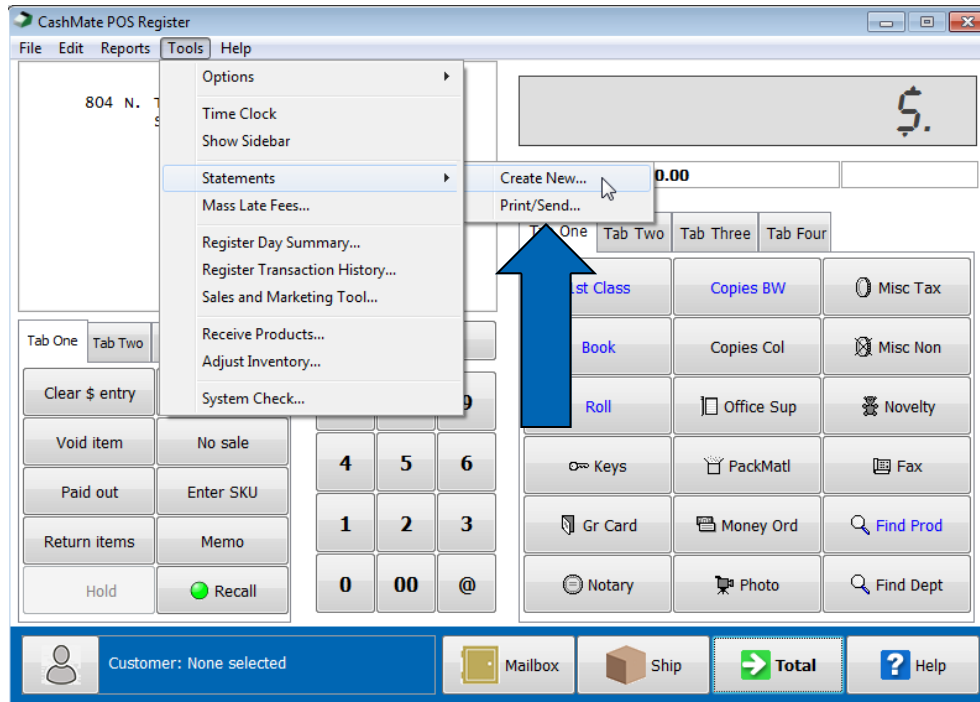 CashMate POS Register
File Edit Reports Tools Help
804 N.
Options
Time Clock
Show Sidebar
Statements
Mass Late Fees...
Register Day Summary...
Register Transaction History...
Sales and Marketing Tool...
Receive Products...
Adjust Inventory...
System Check...
Create New...
Print/Send...
$.
0.00
Tab One Tab Two Tab Three Tab Four
1st Class Copies BW Misc Tax
Book Copies Col Misc Non
Roll Office Sup Novelty
Keys PackMatl Fax
Gr Card Money Ord Find Prod
Notary Photo Find Dept
Tab One Tab Two
Clear $ entry
Void item No sale
Paid out Enter SKU
Return items Memo
Hold Recall
9
4 5 6
1 2 3
0 00 @
Customer: None selected Mailbox Ship Total Help